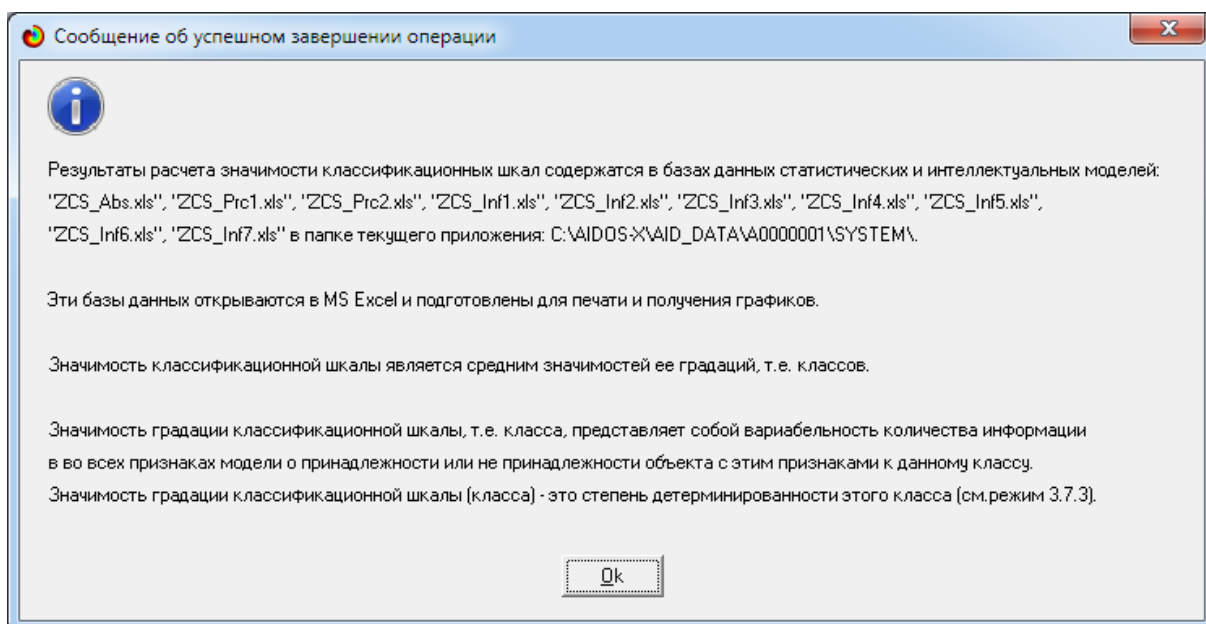 Сообщение об успешном завершении операции
Результаты расчета значимости классификационных шкал содержатся в базах данных статистических и интеллектуальных моделей:
"ZCS_Abs.xls", "ZCS_Prc1.xls", "ZCS_Prc2.xls", "ZCS_Inf1.xls", "ZCS_Inf2.xls", "ZCS_Inf3.xls", "ZCS_Inf4.xls", "ZCS_Inf5.xls",
"ZCS_Inf6.xls", "ZCS_Inf7.xls" в папке текущего приложения: C:\AIDOS-X\AID_DATA\A0000001\SYSTEM\.
Эти базы данных открываются в MS Excel и подготовлены для печати и получения графиков.
Значимость классификационной шкалы является средним значимостей ее градаций, т.е. классов.
Значимость градации классификационной шкалы, т.е. класса, представляет собой вариабельность количества информации
в во всех признаках модели о принадлежности или не принадлежности объекта с этим признаками к данному классу.
Значимость градации классификационной шкалы (класса) - это степень детерминированности этого класса (см.режим 3.7.3).
Ok